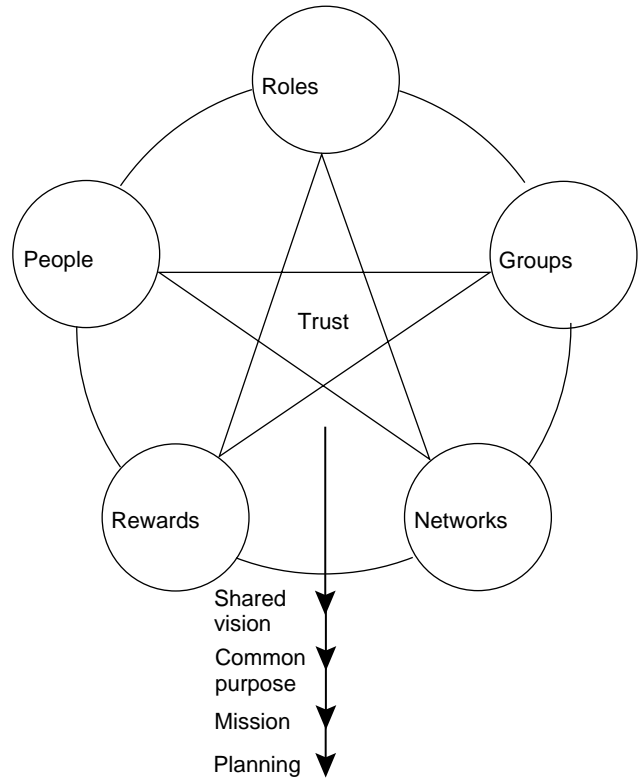 Roles
People
Groups
Trust
Rewards
Networks
Shared
vision
Common
purpose
Mission
Planning